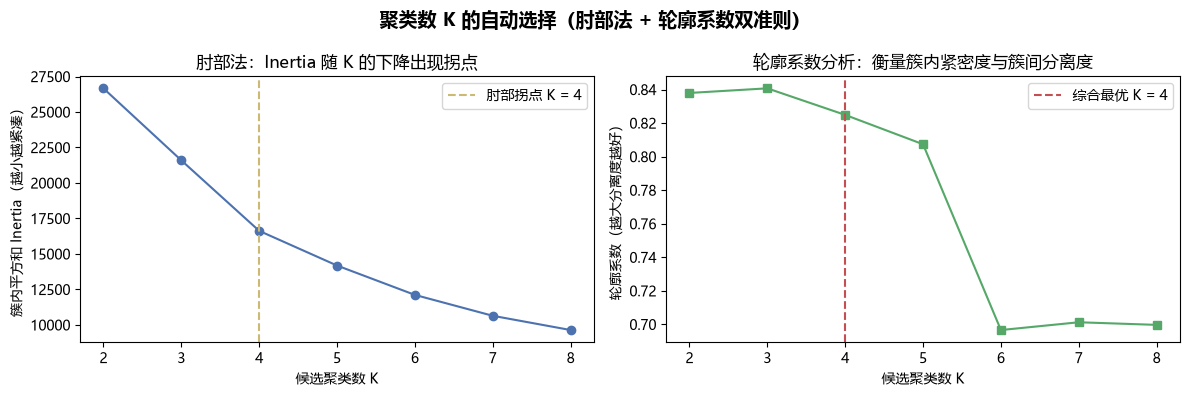 聚类数 K 的自动选择（肘部法 + 轮廓系数双准则）
肘部法：Inertia 随 K 的下降出现拐点
簇内平方和 Inertia（越小越紧凑）
27500
25000
22500
20000
17500
15000
12500
10000
肘部拐点 K = 4
2 3 4 5 6 7 8
候选聚类数 K
轮廓系数分析：衡量簇内紧密度与簇间分离度
轮廓系数（越大分离度越好）
0.84
0.82
0.80
0.78
0.76
0.74
0.72
0.70
综合最优 K = 4
2 3 4 5 6 7 8
候选聚类数 K